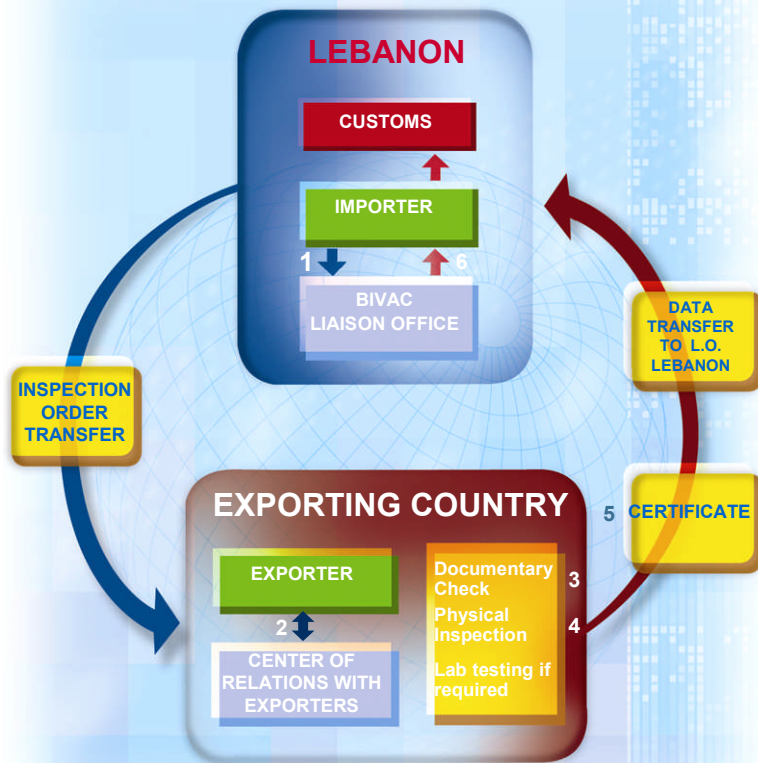 LEBANON
CUSTOMS
IMPORTER
1
6
BIVAC
LIAISON OFFICE
DATA
TRANSFER
TO L.O.
LEBANON
INSPECTION
ORDER
TRANSFER
EXPORTING COUNTRY
5
CERTIFICATE
EXPORTER
2
CENTER OF
RELATIONS WITH
EXPORTERS
Documentary
Check
3
Physical
Inspection
4
Lab testing if
required